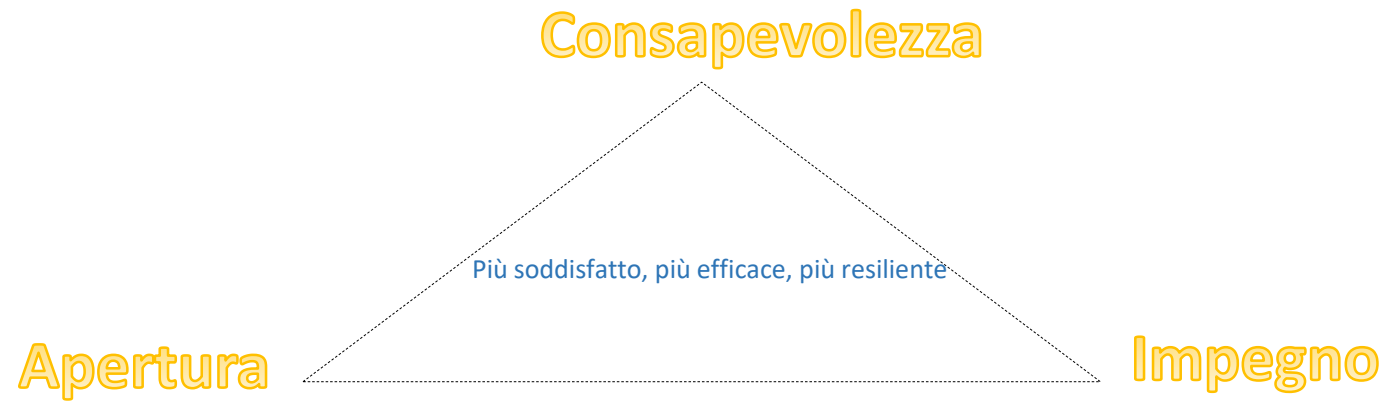 Consapevolezza
Più soddisfatto, più efficace, più resiliente
Apertura
Impegno